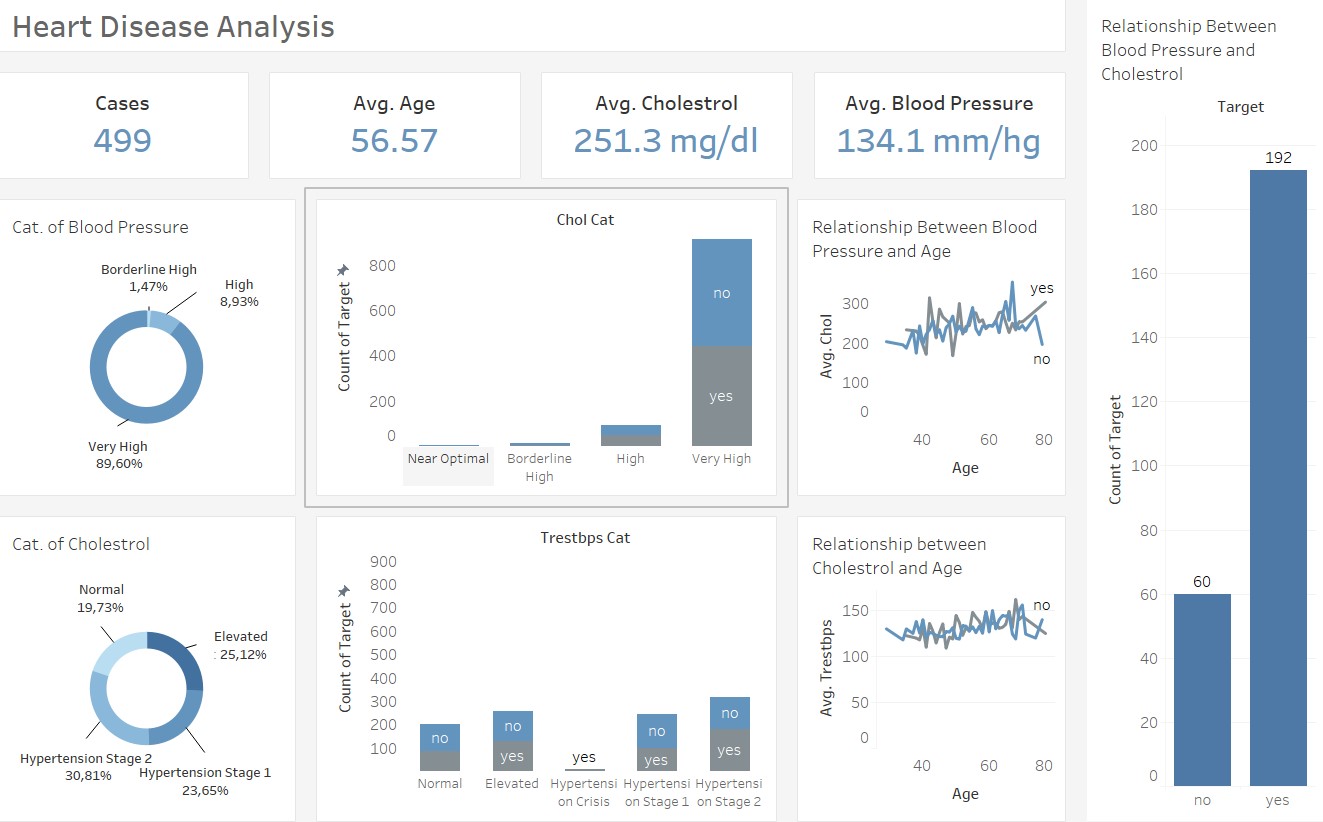 Heart Disease Analysis
Cases
499
Avg. Age
56.57
Avg. Cholestrol
251.3 mg/dl
Avg. Blood Pressure
134.1 mm/hg
Cat. of Blood Pressure
Borderline High
1,47%
High
8,93%
Very High
89,60%
Chol Cat
Count of Target
800
600
400
200
0
no
yes
Near Optimal
Borderline
High
High
Very High
Relationship Between Blood
Pressure and Age
Avg. Chol
300
200
100
0
yes
no
40
60
80
Age
Cat. of Cholestrol
Normal
19,73%
Elevated
: 25,12%
Hypertension Stage 2
30,81%
Hypertension Stage 1
23,65%
Trestbps Cat
Count of Target
900
800
700
600
500
400
300
200
100
no
no
yes
yes
no
yes
no
yes
Normal
Elevated
Hypertensi
on Crisis
Hypertensi
on Stage 1
Hypertensi
on Stage 2
Relationship between
Cholestrol and Age
Avg. Trestbps
150
100
50
0
no
40
60
80
Age
Relationship Between
Blood Pressure and
Cholestrol
Target
Count of Target
200
180
160
140
120
100
80
60
40
20
0
60
192
no
yes